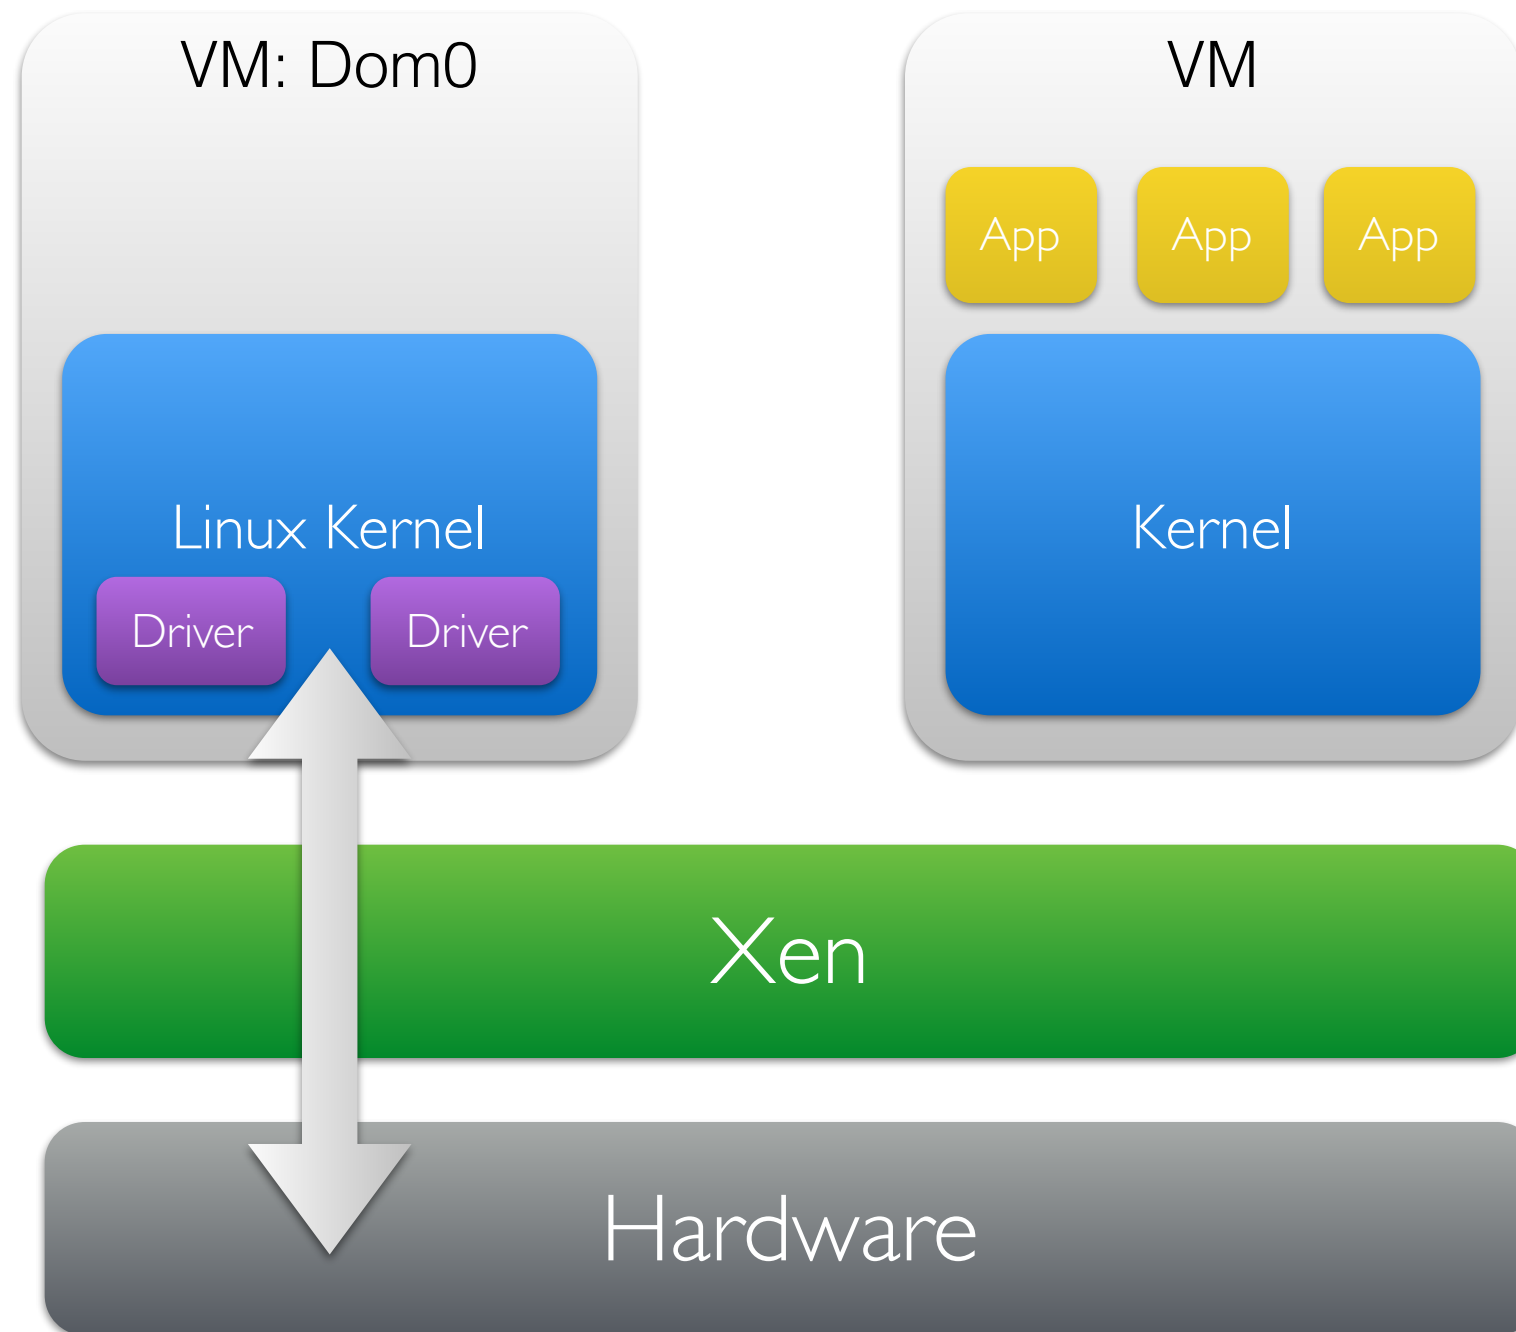 VM: Dom0
VM
App App App
Linux Kernel
Kernel
Driver Driver
Xen
Hardware